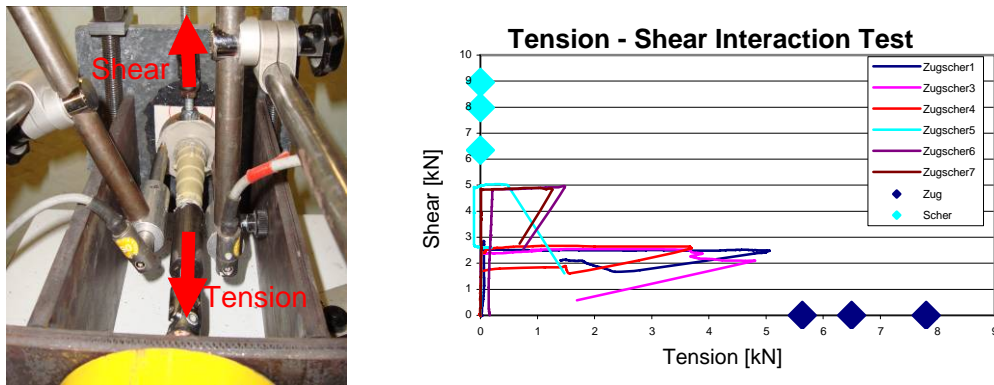 Shear
Tension
Tension - Shear Interaction Test
Shear [kN]
10
9
8
7
6
5
4
3
2
1
0
0 1 2 3 4 5 6 7 8 9
Tension [kN]
Zugscher1
Zugscher3
Zugscher4
Zugscher5
Zugscher6
Zugscher7
Zug
Scher